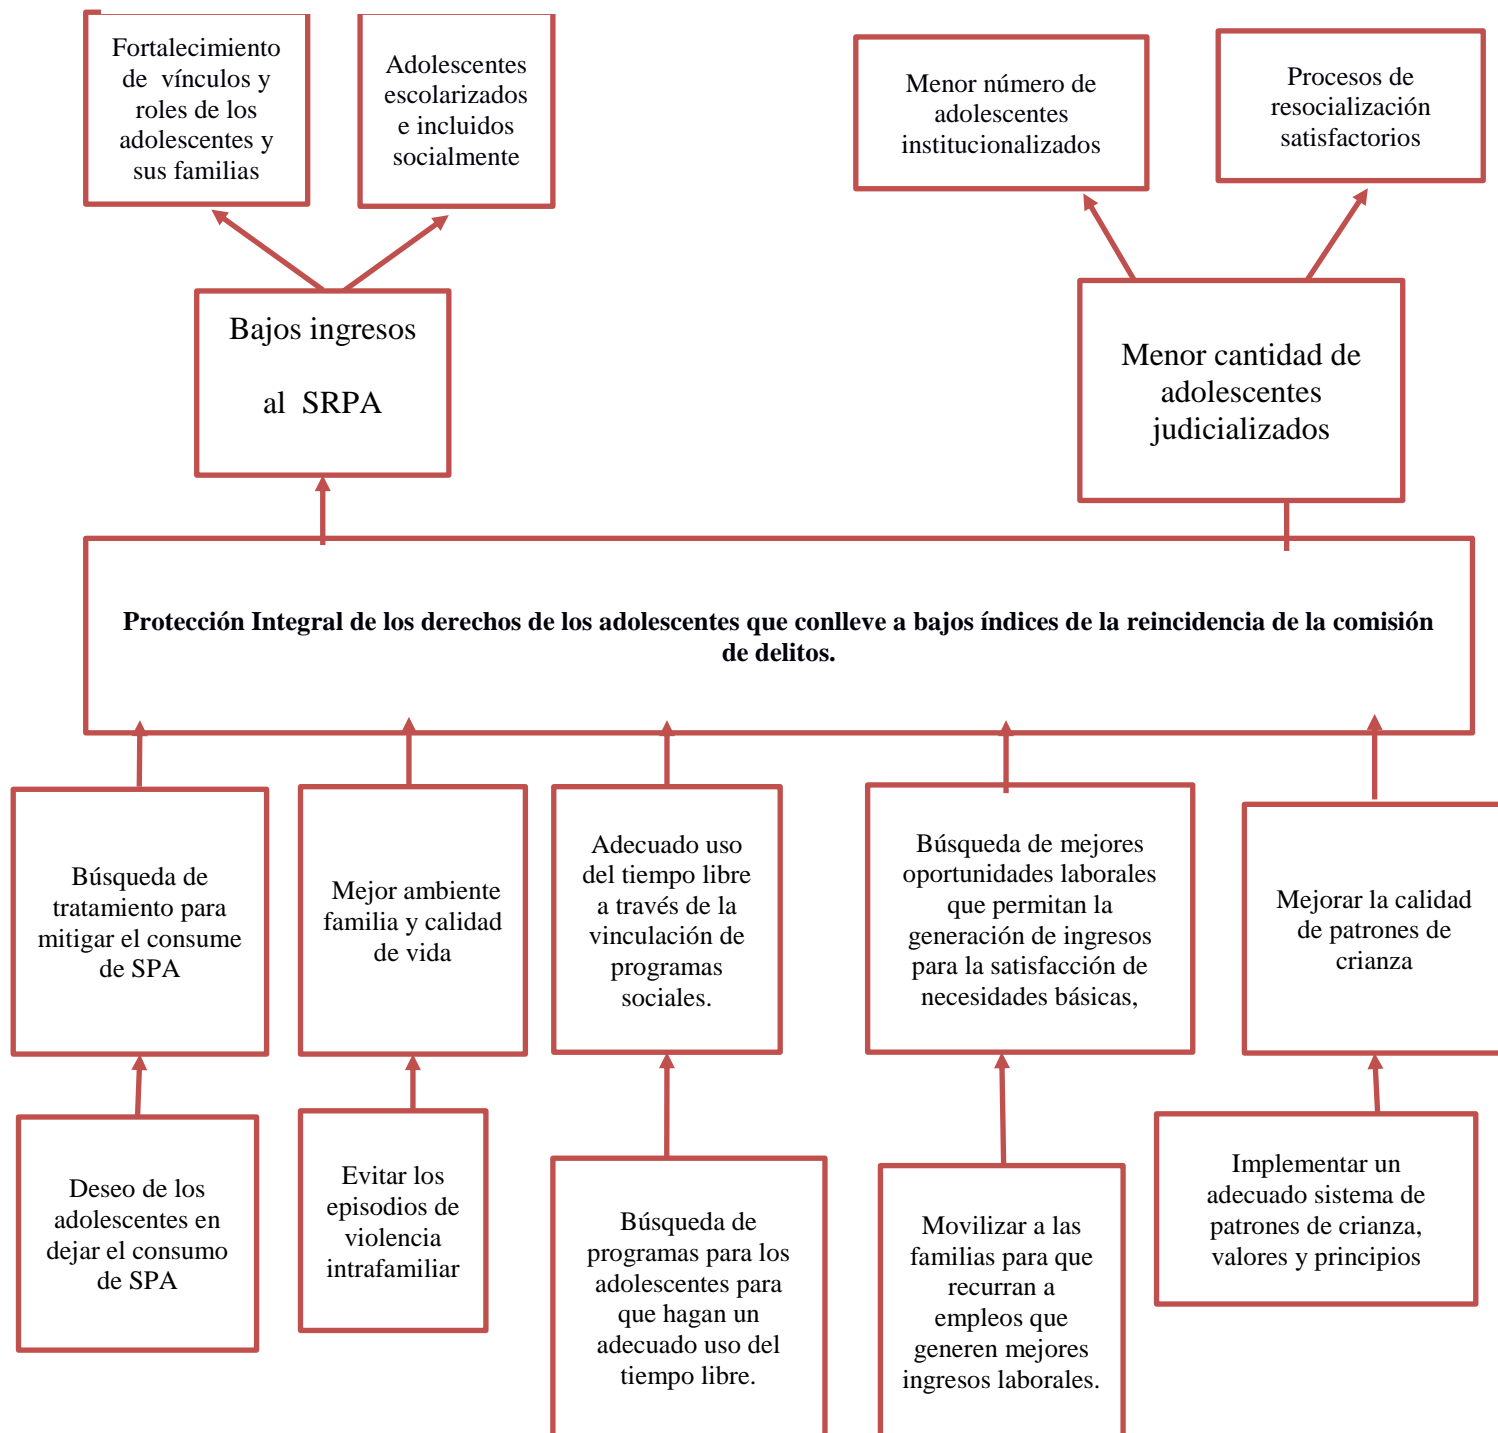 Fortalecimiento
de vínculos y
roles de los
adolescentes y
sus familias
Adolescentes
escolarizados
e incluidos
socialmente
Menor número de
adolescentes
institucionalizados
Procesos de
resocialización
satisfactorios
Bajos ingresos
al SRPA
Menor cantidad de
adolescentes
judicializados
Protección Integral de los derechos de los adolescentes que conlleve a bajos índices de la reincidencia de la comisión
de delitos.
Búsqueda de
tratamiento para
mitigar el consume
de SPA
Mejor ambiente
familia y calidad
de vida
Adecuado uso
del tiempo libre
a través de la
vinculación de
programas
sociales.
Búsqueda de mejores
oportunidades laborales
que permitan la
generación de ingresos
para la satisfacción de
necesidades básicas,
Mejorar la calidad
de patrones de
crianza
Deseo de los
adolescentes en
dejar el consumo
de SPA
Evitar los
episodios de
violencia
intrafamiliar
Búsqueda de
programas para los
adolescentes para
que hagan un
adecuado uso del
tiempo libre.
Movilizar a las
familias para que
recurran a
empleos que
generen mejores
ingresos laborales.
Implementar un
adecuado sistema de
patrones de crianza,
valores y principios